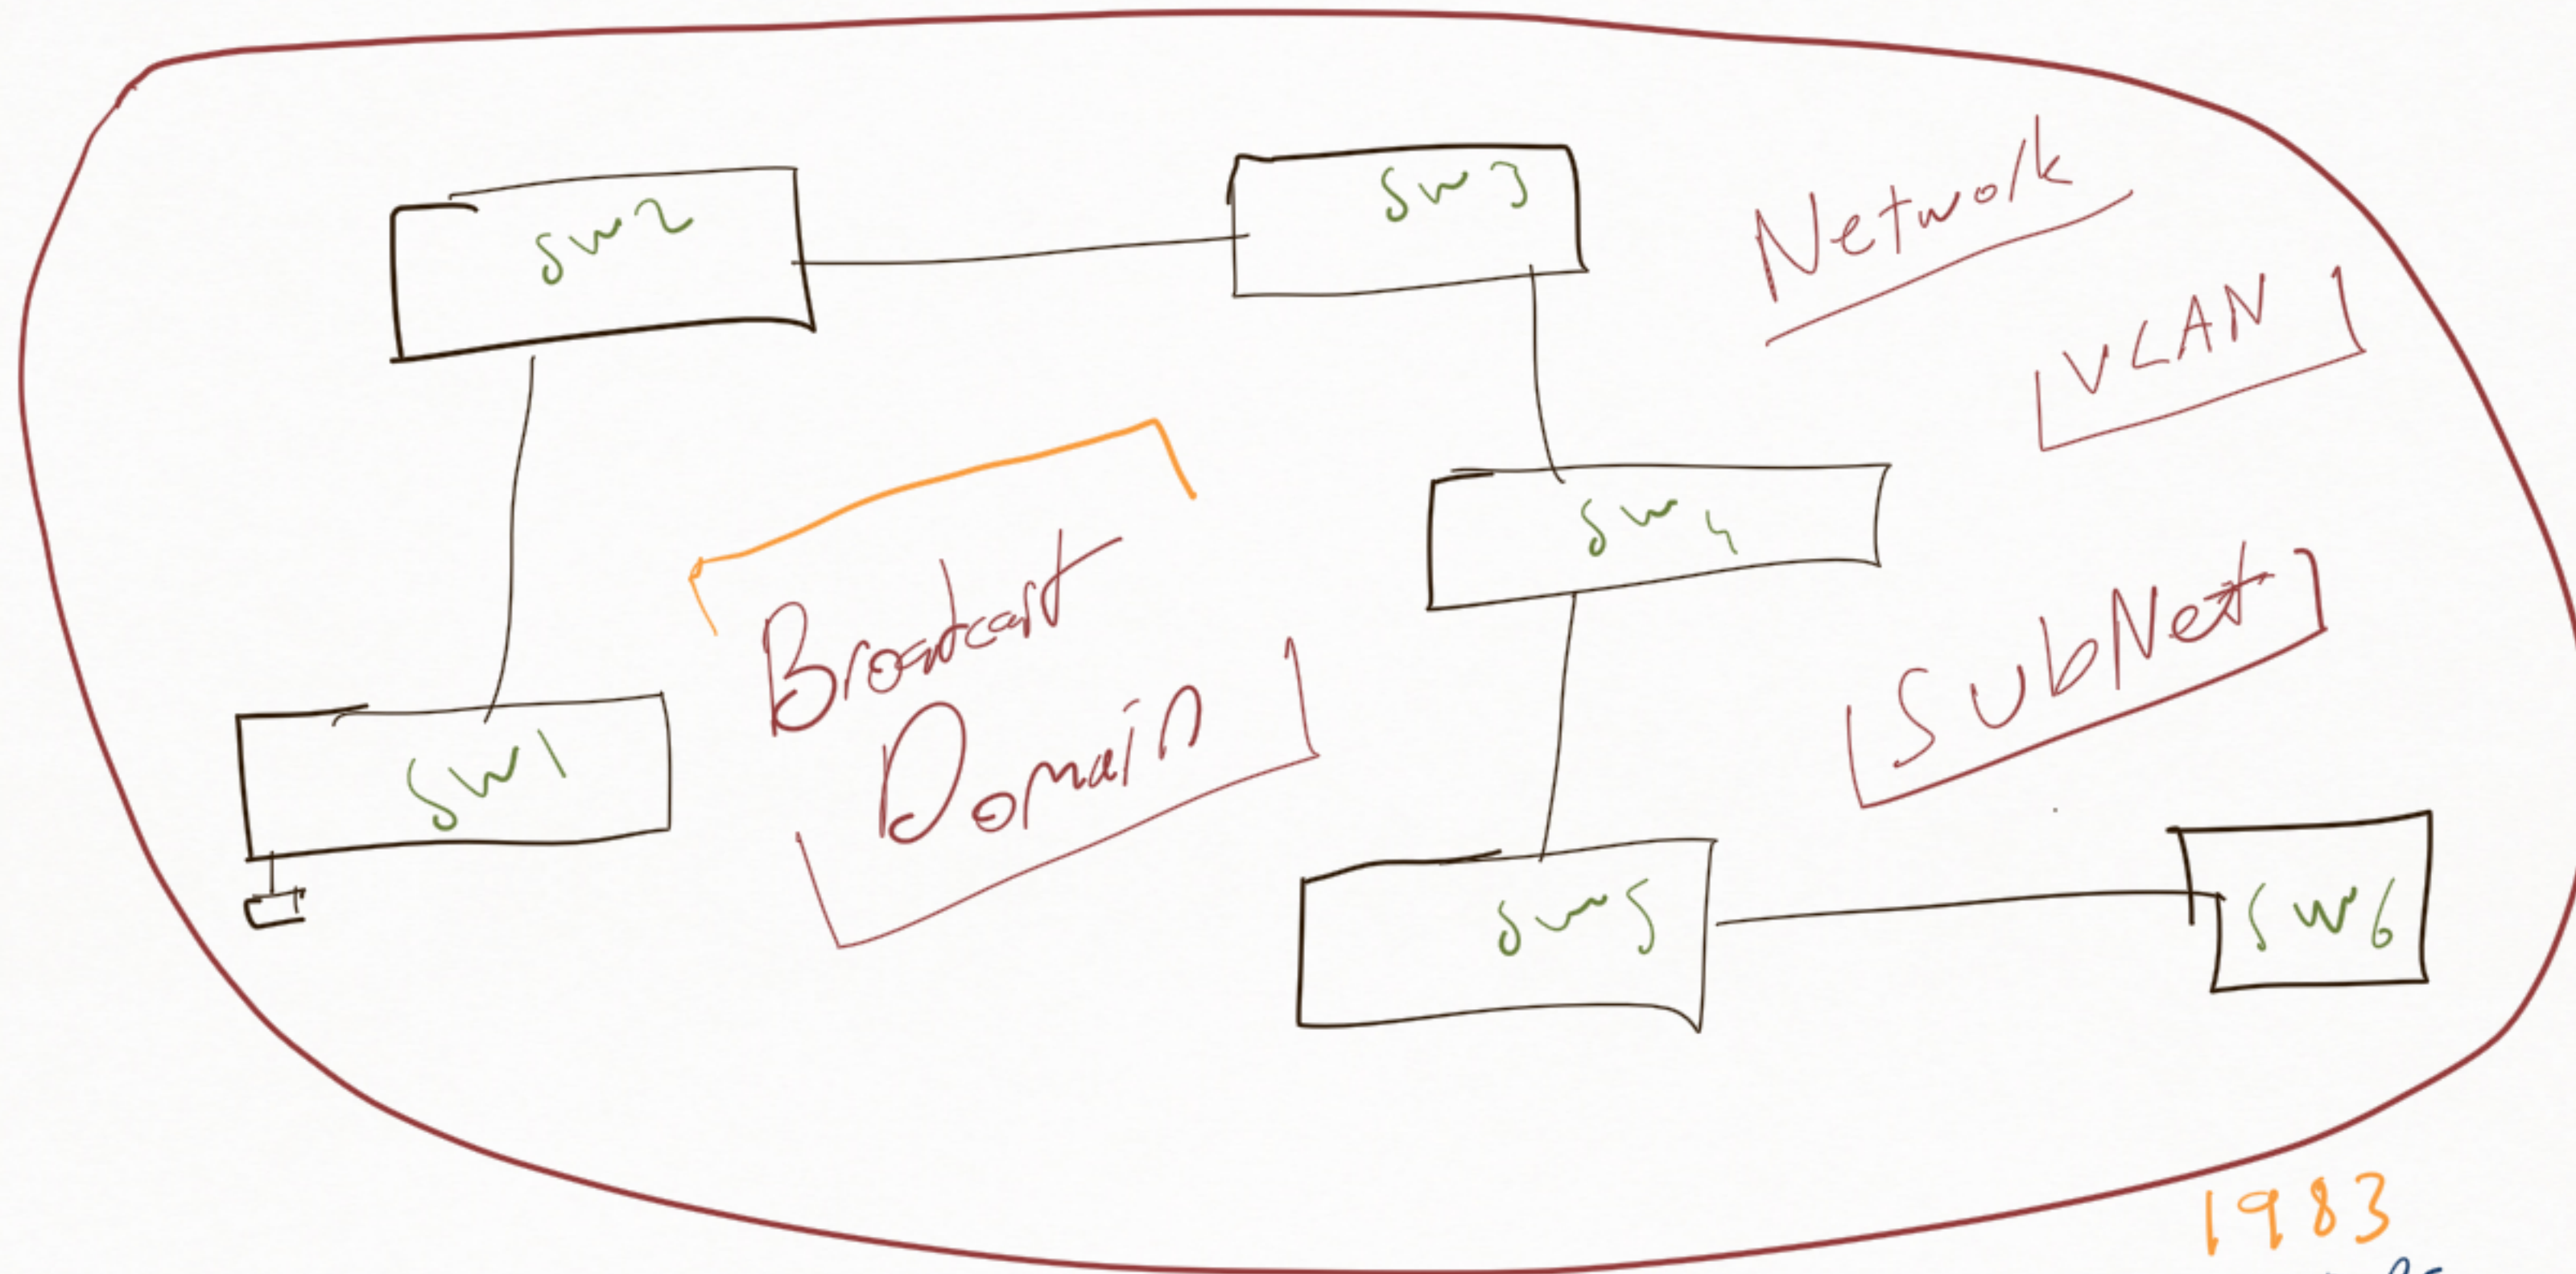 SW2
SW3
Network
VLAN
SW4
Broadcast
Domain
SubNet
SW1
SW5
SW6
1983